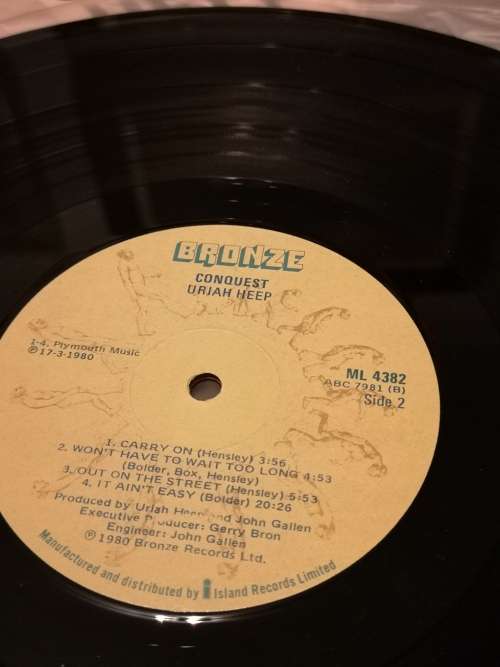 BRONZE
CONQUEST
URIAH HEEP
1-4. Plymouth Music
℗17-3-1980
ML 4382
ABC 7981 (B)
Side 2
1. CARRY ON (Hensley) 3:56
2. WON'T HAVE TO WAIT TOO LONG 4:53
(Bolder, Box, Hensley)
3. OUT ON THE STREET (Hensley) 5:53
4. IT AIN'T EASY (Bolder) 20:26
Produced by Uriah Heep and John Gallen
Executive Producer: Gerry Bron
Engineer: John Gallen
℗ 1980 Bronze Records Ltd.
Manufactured and distributed by Island Records Limited